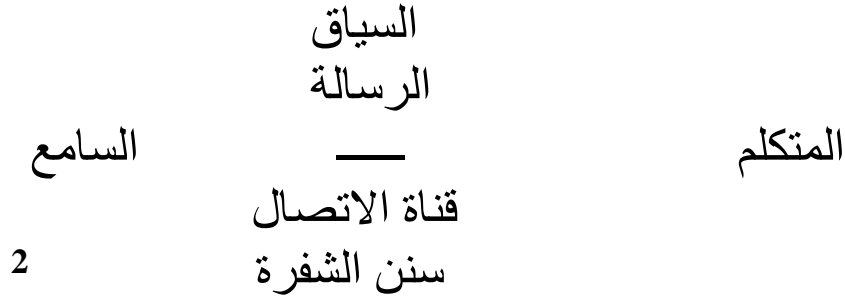 السياق
الرسالة
المتكلم — السامع
قناة الاتصال
سنن الشفرة 2